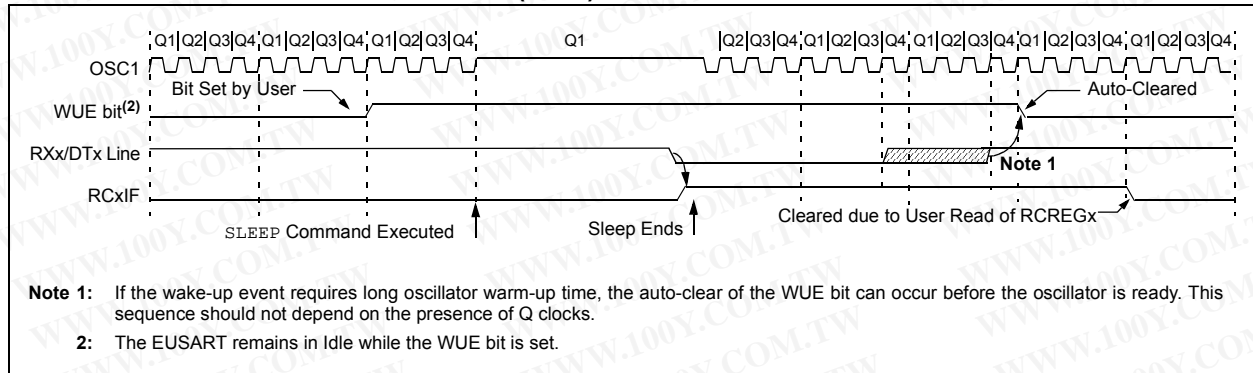 Q1 Q2 Q3 Q4 Q1 Q2 Q3 Q4 Q1 Q2 Q3 Q4 Q1 Q2 Q3 Q4 Q1 Q2 Q3 Q4 Q1 Q2 Q3 Q4 Q1 Q2 Q3 Q4 Q1 Q2 Q3 Q4
OSC1
Bit Set by User
Auto-Cleared
WUE bit(2)
RXx/DTx Line
Note 1
RCxIF
Cleared due to User Read of RCREGx
SLEEP Command Executed
Sleep Ends
Note 1: If the wake-up event requires long oscillator warm-up time, the auto-clear of the WUE bit can occur before the oscillator is ready. This
sequence should not depend on the presence of Q clocks.
2: The EUSART remains in Idle while the WUE bit is set.
WWW.100Y.COM.TW